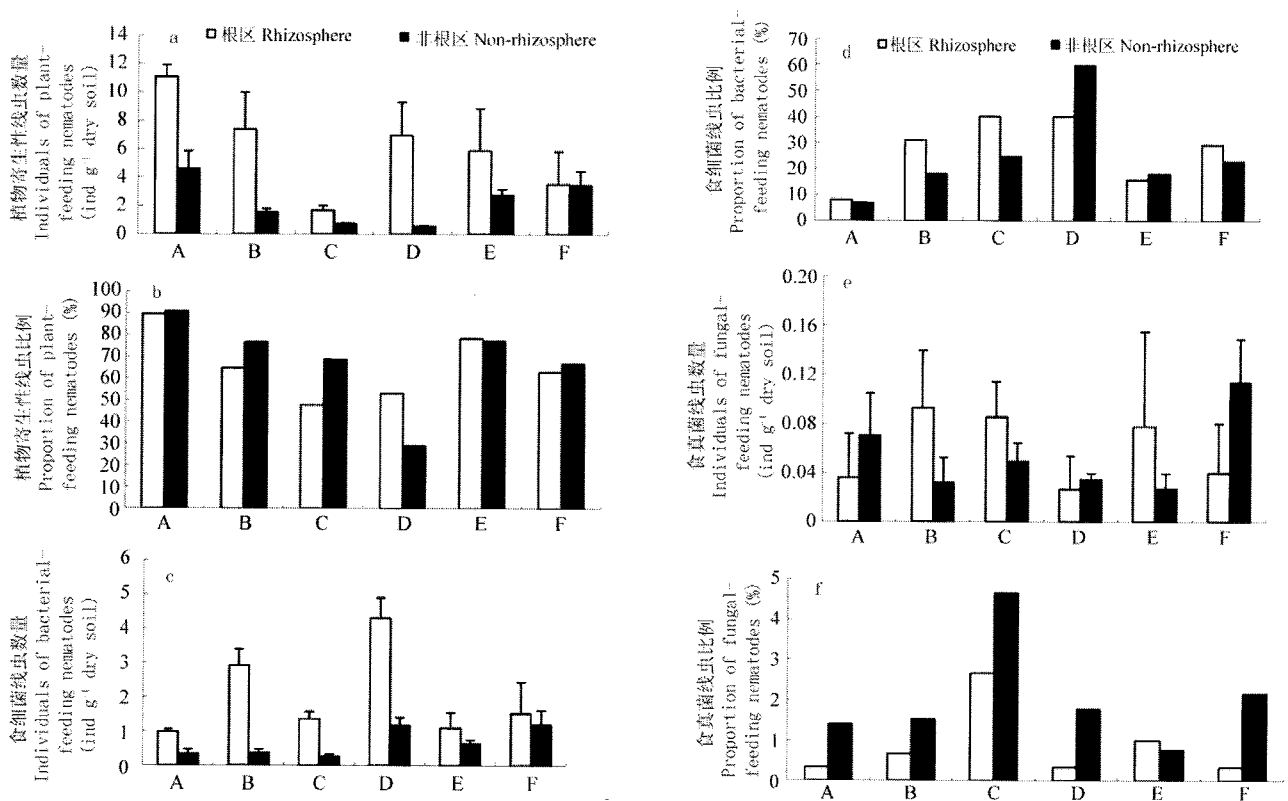 植物寄生性线虫数量
Individuals of plant-
feeding nematodes
(ind g⁻¹ dry soil)
a
根区 Rhizosphere
非根区 Non-rhizosphere
14
12
10
8
6
4
2
0
A B C D E F
植物寄生性线虫比例
Proportion of plant-
feeding nematodes (%)
b
100
90
80
70
60
50
40
30
20
10
0
A B C D E F
食细菌线虫数量
Individuals of bacterial-
feeding nematodes
(ind g⁻¹ dry soil)
c
6
5
4
3
2
1
0
A B C D E F
食细菌线虫比例
Proportion of bacterial-
feeding nematodes (%)
d
根区 Rhizosphere
非根区 Non-rhizosphere
70
60
50
40
30
20
10
0
A B C D E F
食真菌线虫数量
Individuals of fungal-
feeding nematodes
(ind g⁻¹ dry soil)
e
0.20
0.16
0.12
0.08
0.04
0
A B C D E F
食真菌线虫比例
Proportion of fungal-
feeding nematodes (%)
f
5
4
3
2
1
0
A B C D E F